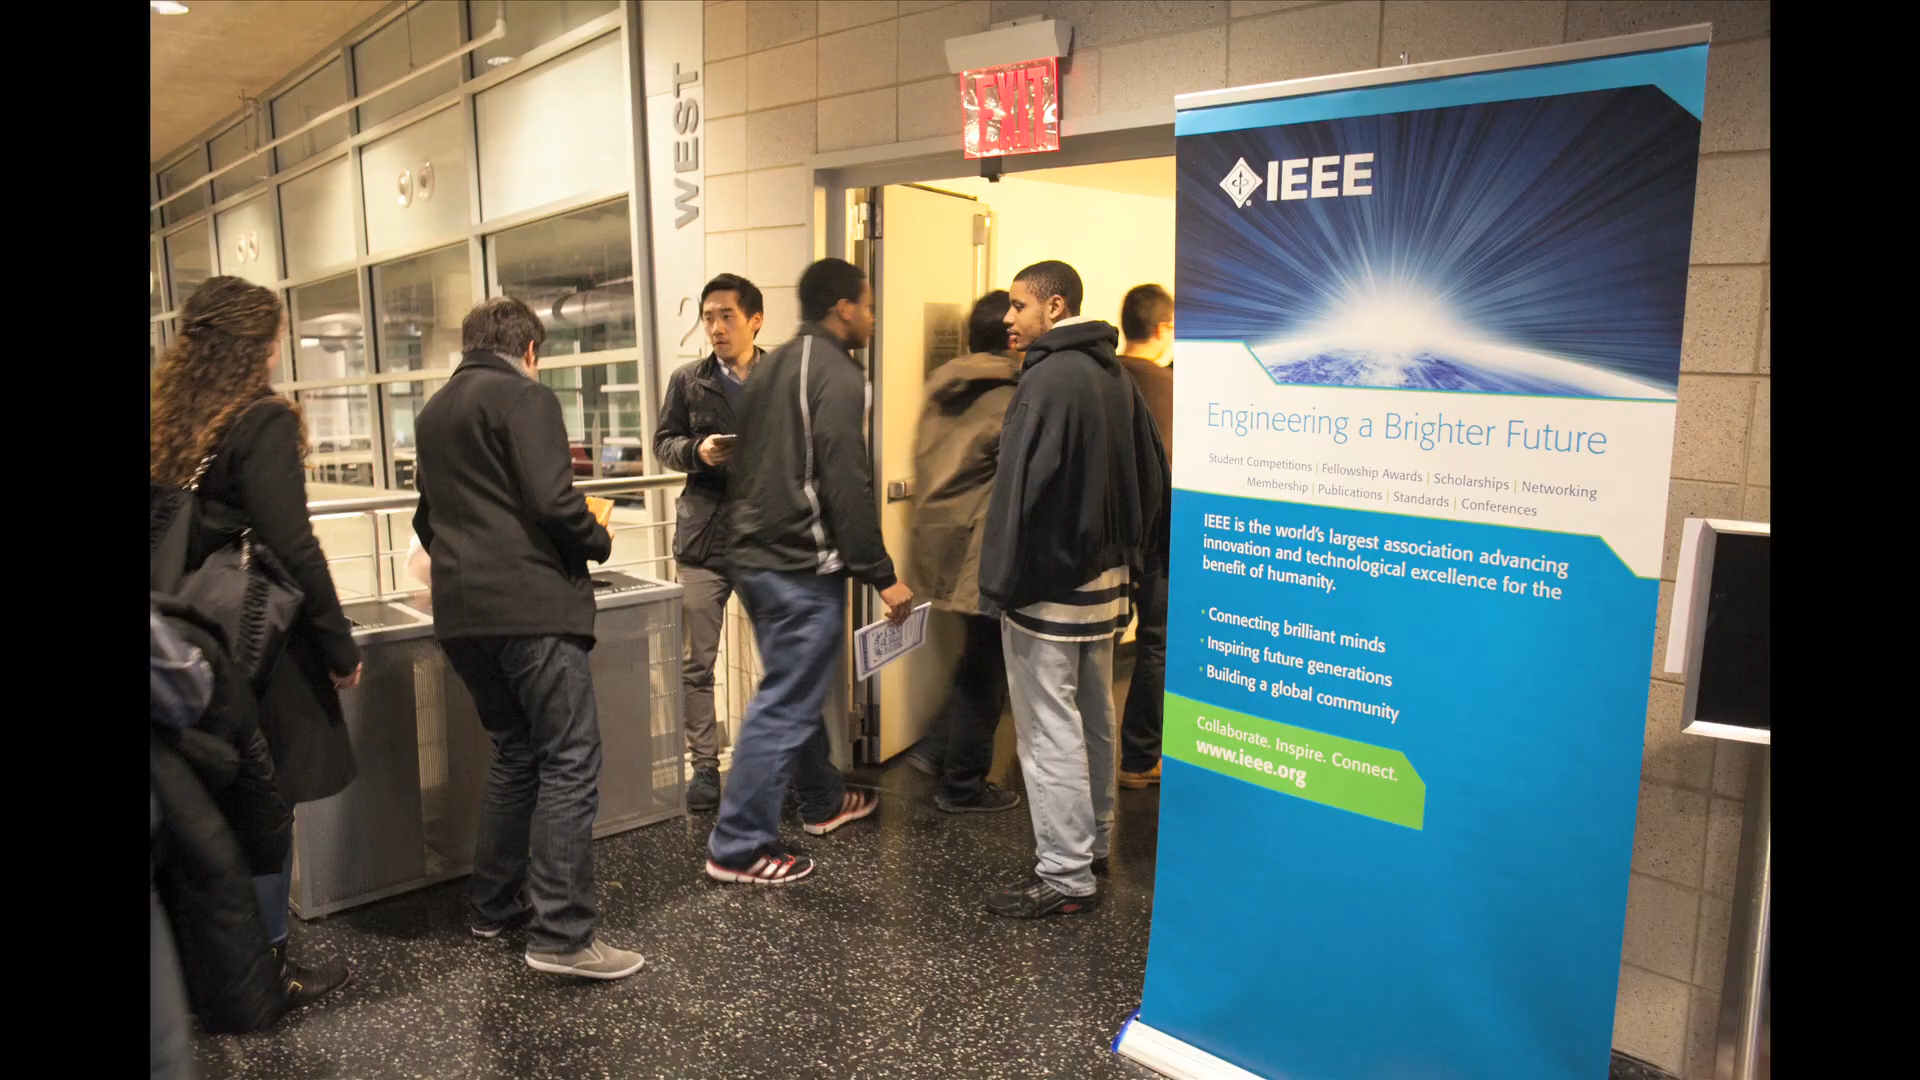 WEST
EXIT
IEEE
Engineering a Brighter Future
Student Competitions | Fellowship Awards | Scholarships | Networking
Membership | Publications | Standards | Conferences
IEEE is the world's largest association advancing
innovation and technological excellence for the
benefit of humanity.
· Connecting brilliant minds
· Inspiring future generations
· Building a global community
Collaborate. Inspire. Connect.
www.ieee.org